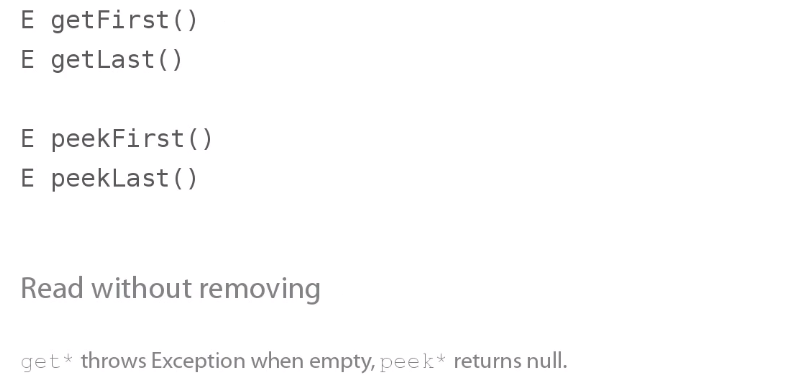 E getFirst()
E getLast()
E peekFirst()
E peekLast()
Read without removing
get* throws Exception when empty, peek* returns null.